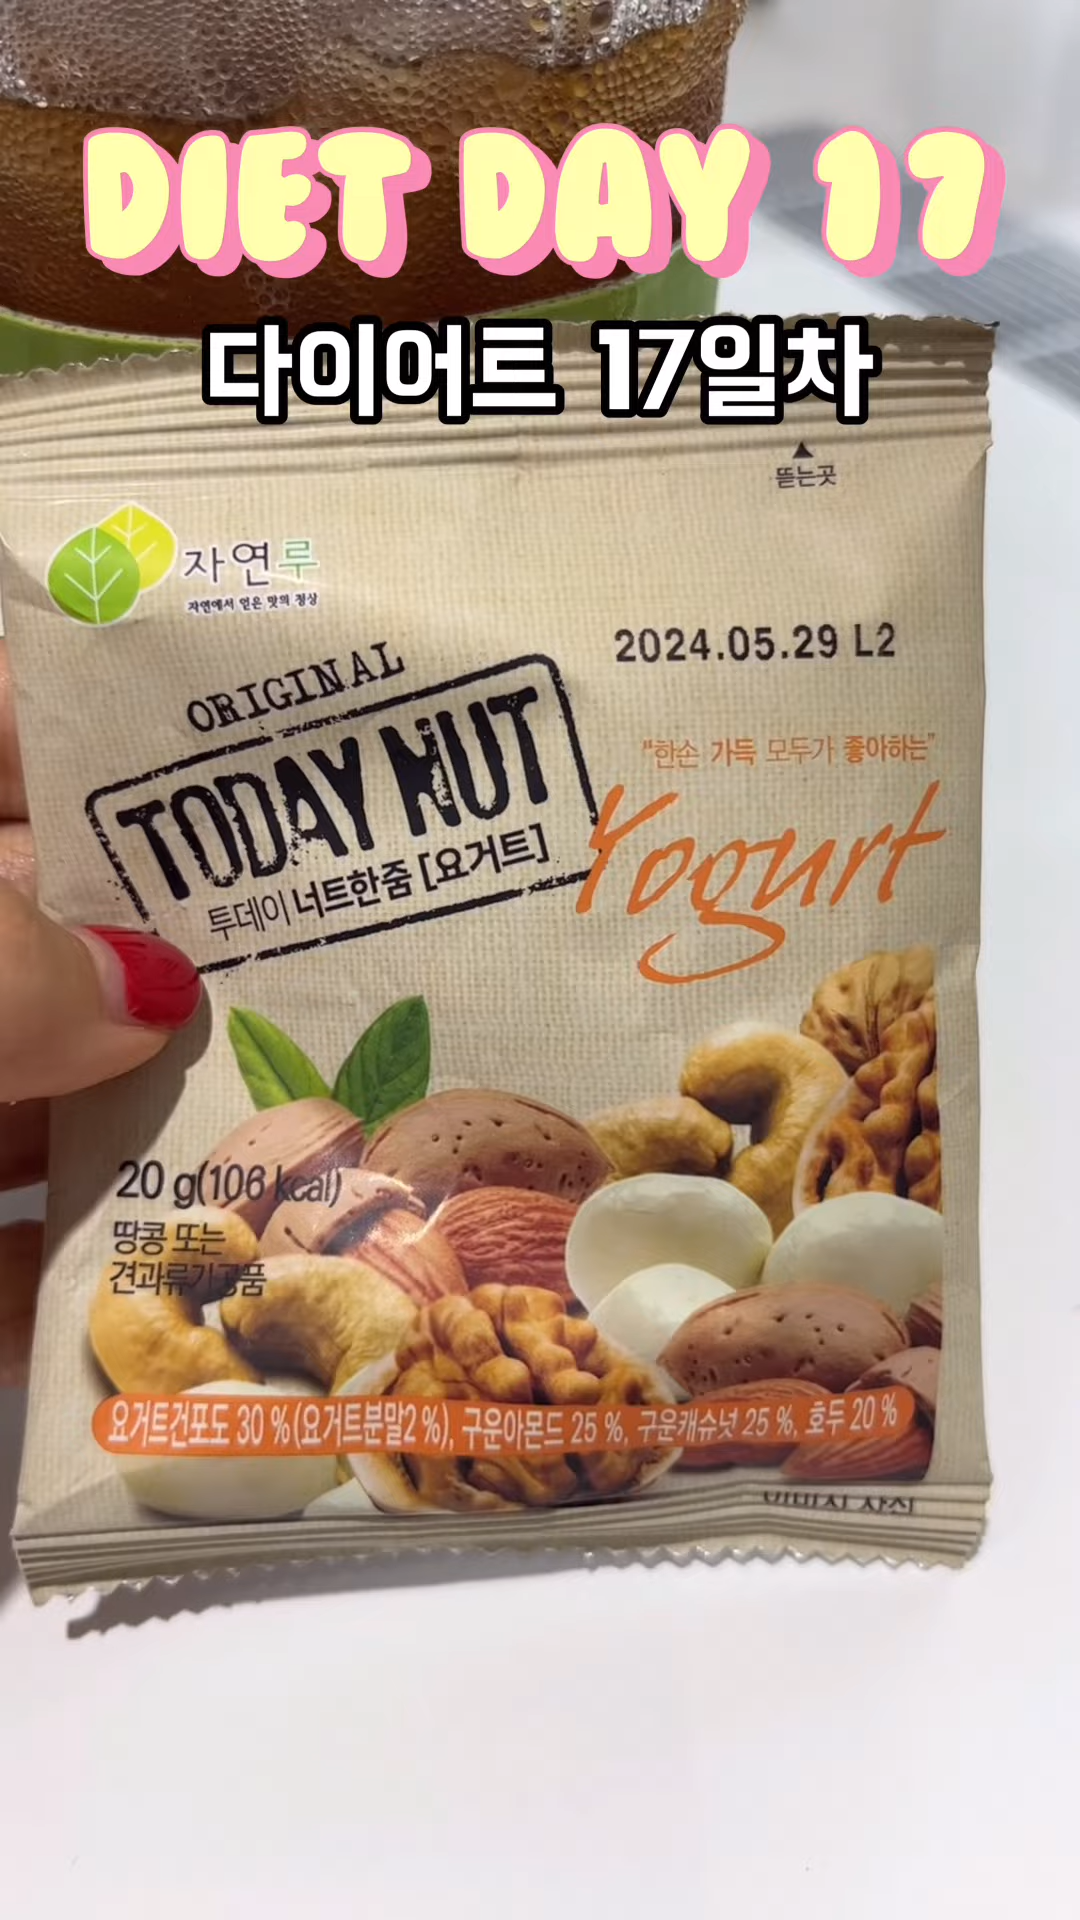 DIET DAY 17
다이어트 17일차
뜯는곳
자연루
자연에서 얻은 맛의 정상
2024.05.29 L2
ORIGINAL
TODAY NUT
투데이 너트한줌 [요거트]
"한손 가득 모두가 좋아하는"
Yogurt
20 g(106 kcal)
땅콩 또는
견과류가공품
요거트건포도 30 %(요거트분말2 %), 구운아몬드 25 %, 구운캐슈넛 25 %, 호두 20 %
이미지 사진